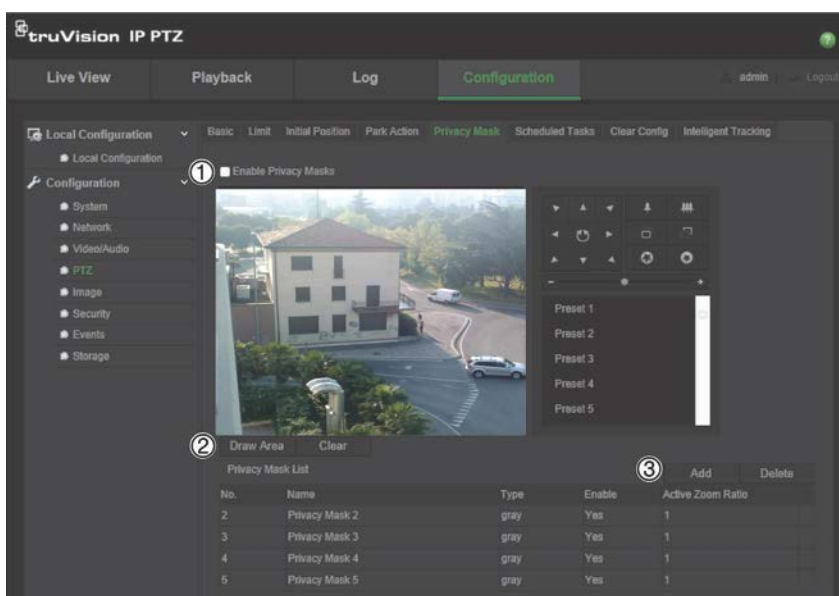 truVision IP PTZ
?
Live View Playback Log Configuration admin Logout
Local Configuration
Local Configuration
Configuration
System
Network
Video/Audio
PTZ
Image
Security
Events
Storage
Basic Limit Initial Position Park Action Privacy Mask Scheduled Tasks Clear Config Intelligent Tracking
① Enable Privacy Masks
Preset 1
Preset 2
Preset 3
Preset 4
Preset 5
② Draw Area Clear
Privacy Mask List
③ Add Delete
No. Name Type Enable Active Zoom Ratio
2 Privacy Mask 2 gray Yes 1
3 Privacy Mask 3 gray Yes 1
4 Privacy Mask 4 gray Yes 1
5 Privacy Mask 5 gray Yes 1